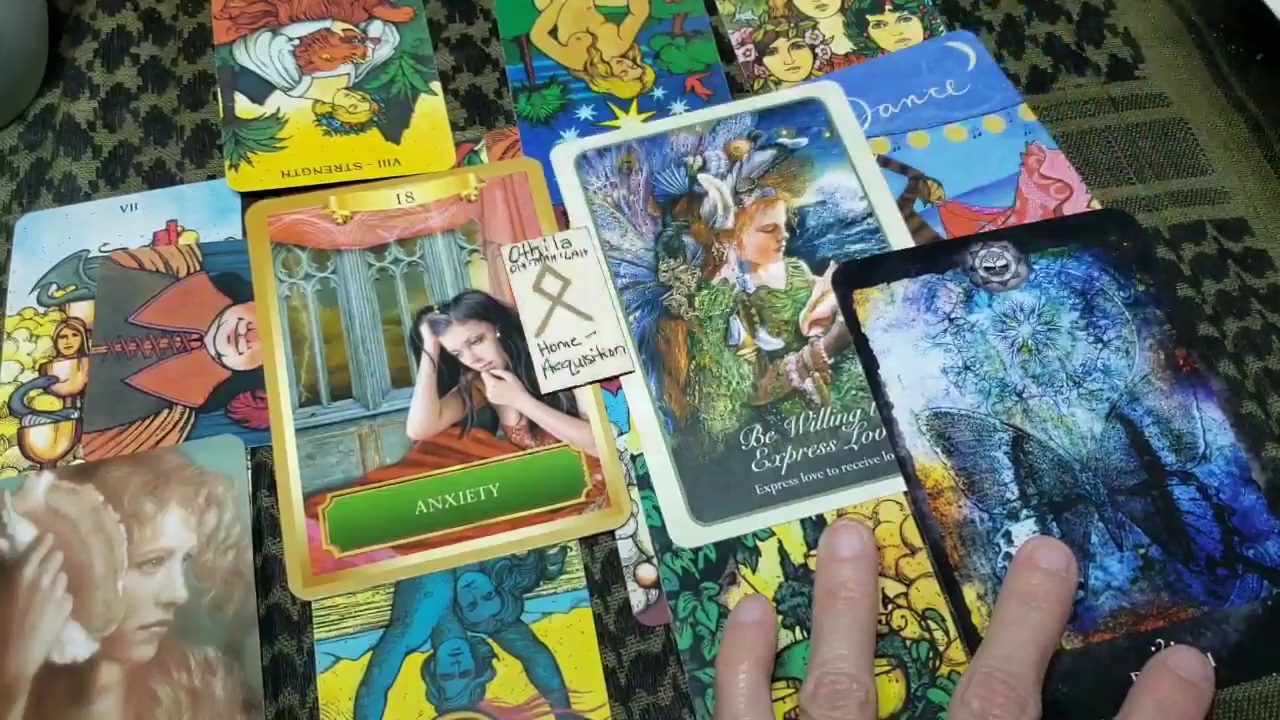 VIII - STRENGTH
Dance
VII
18
Othila
Home -
Acquisition
Be Willing
Express Lov
Express love to receive lo
ANXIETY